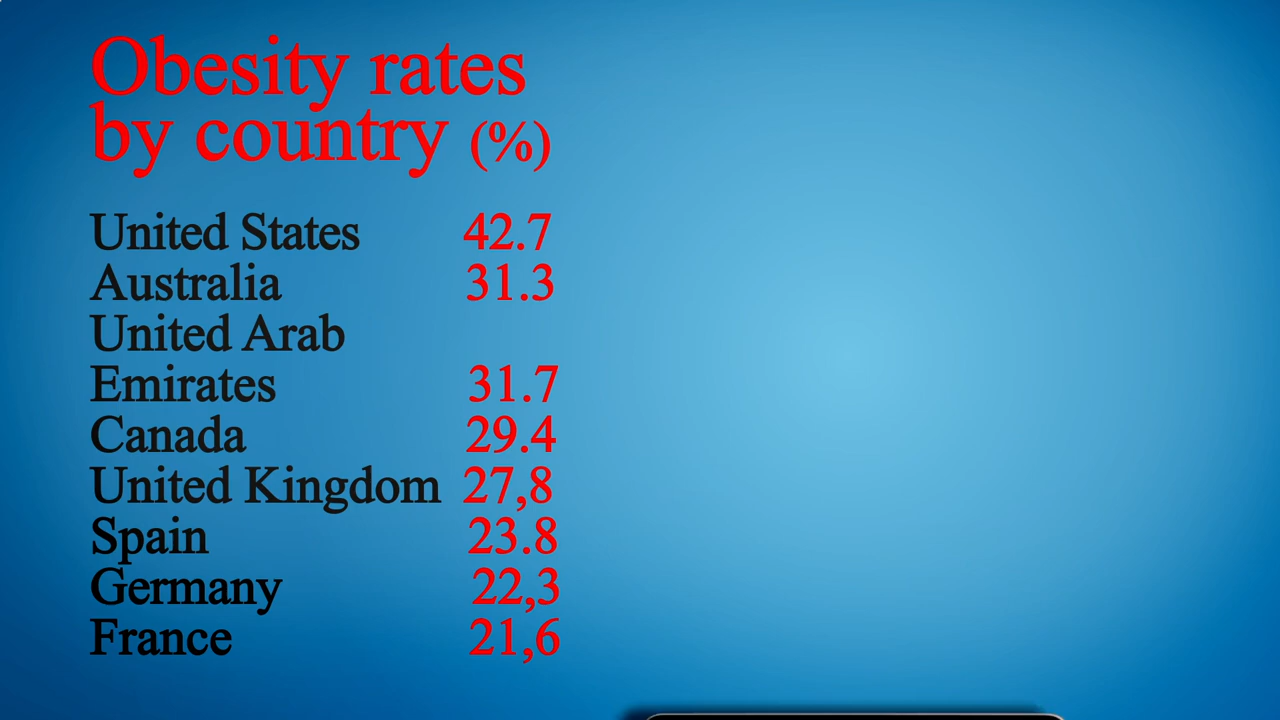 Obesity rates
by country (%)
United States 42.7
Australia 31.3
United Arab
Emirates 31.7
Canada 29.4
United Kingdom 27,8
Spain 23.8
Germany 22,3
France 21,6